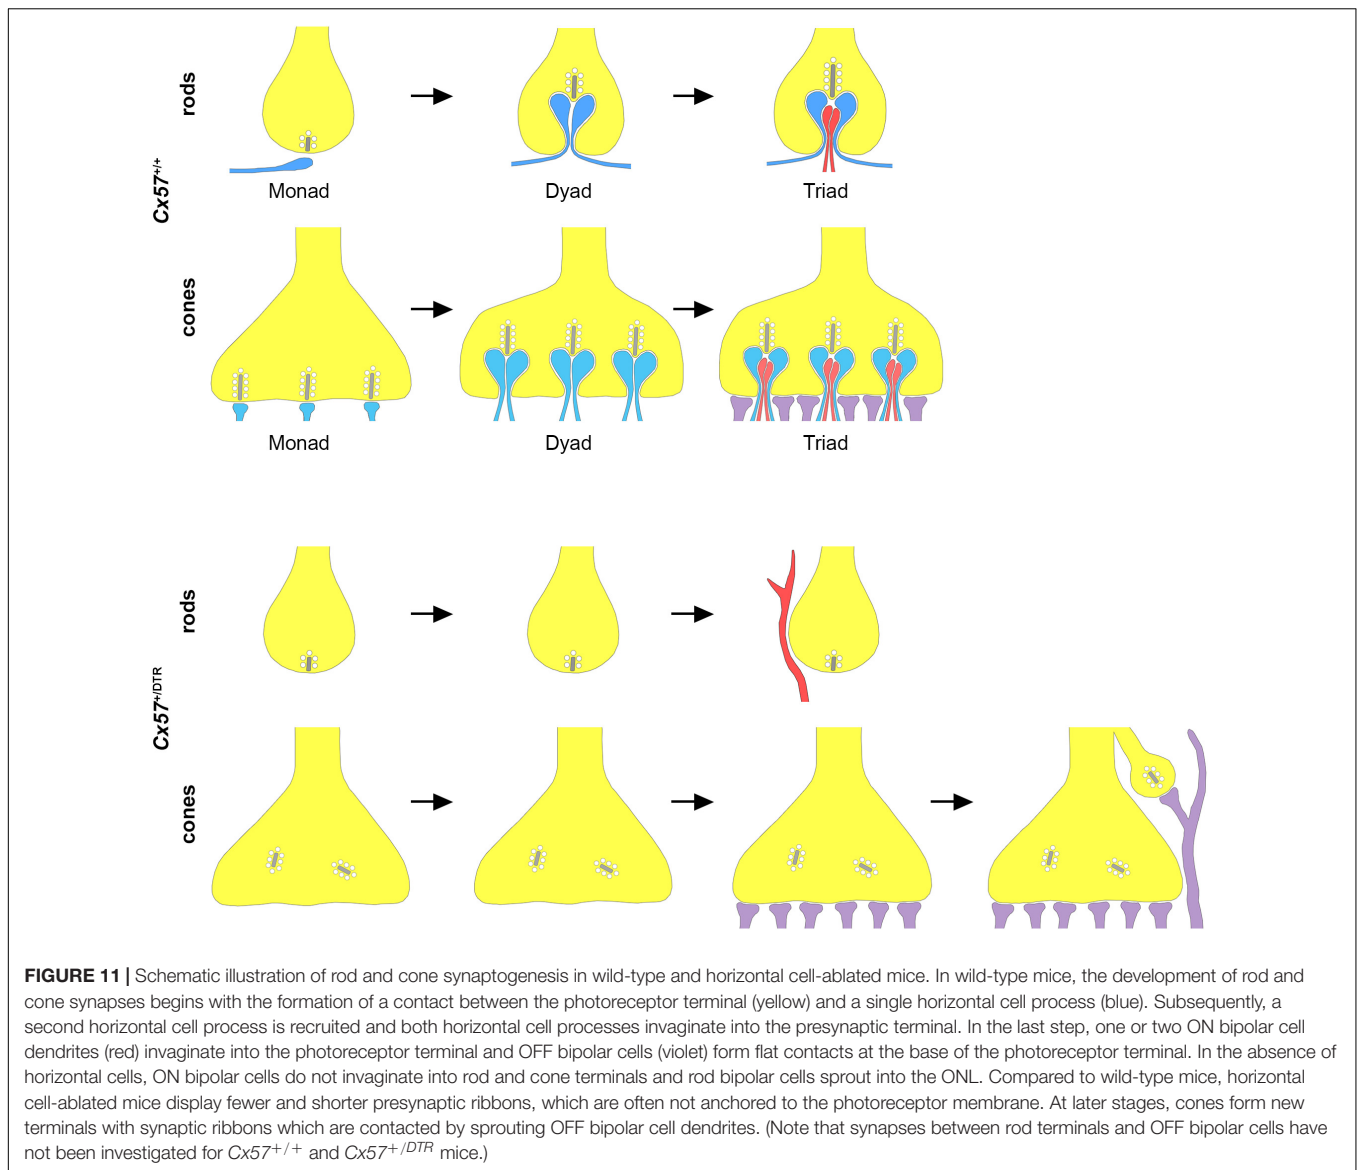 rods
Cx57+/+
Monad
Dyad
Triad
cones
Monad
Dyad
Triad
rods
Cx57+/DTR
cones
FIGURE 11 | Schematic illustration of rod and cone synaptogenesis in wild-type and horizontal cell-ablated mice. In wild-type mice, the development of rod and
cone synapses begins with the formation of a contact between the photoreceptor terminal (yellow) and a single horizontal cell process (blue). Subsequently, a
second horizontal cell process is recruited and both horizontal cell processes invaginate into the presynaptic terminal. In the last step, one or two ON bipolar cell
dendrites (red) invaginate into the photoreceptor terminal and OFF bipolar cells (violet) form flat contacts at the base of the photoreceptor terminal. In the absence of
horizontal cells, ON bipolar cells do not invaginate into rod and cone terminals and rod bipolar cells sprout into the ONL. Compared to wild-type mice, horizontal
cell-ablated mice display fewer and shorter presynaptic ribbons, which are often not anchored to the photoreceptor membrane. At later stages, cones form new
terminals with synaptic ribbons which are contacted by sprouting OFF bipolar cell dendrites. (Note that synapses between rod terminals and OFF bipolar cells have
not been investigated for Cx57+/+ and Cx57+/DTR mice.)